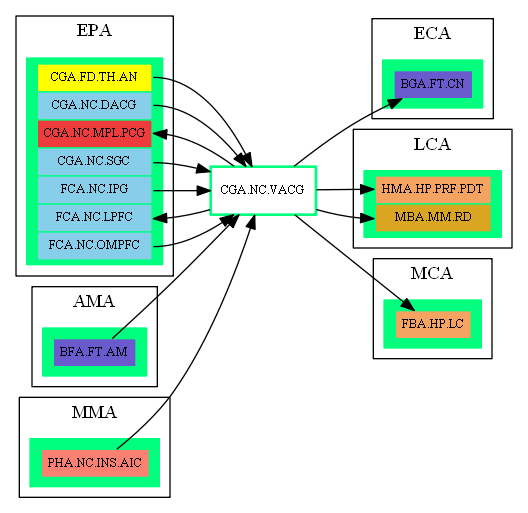 EPA
CGA.FD.TH.AN
CGA.NC.DACG
CGA.NC.MPL.PCG
CGA.NC.SGC
FCA.NC.IPG
FCA.NC.LPFC
FCA.NC.OMPFC
AMA
BFA.FT.AM
MMA
PHA.NC.INS.AIC
CGA.NC.VACG
ECA
BGA.FT.CN
LCA
HMA.HP.PRF.PDT
MBA.MM.RD
MCA
FBA.HP.LC